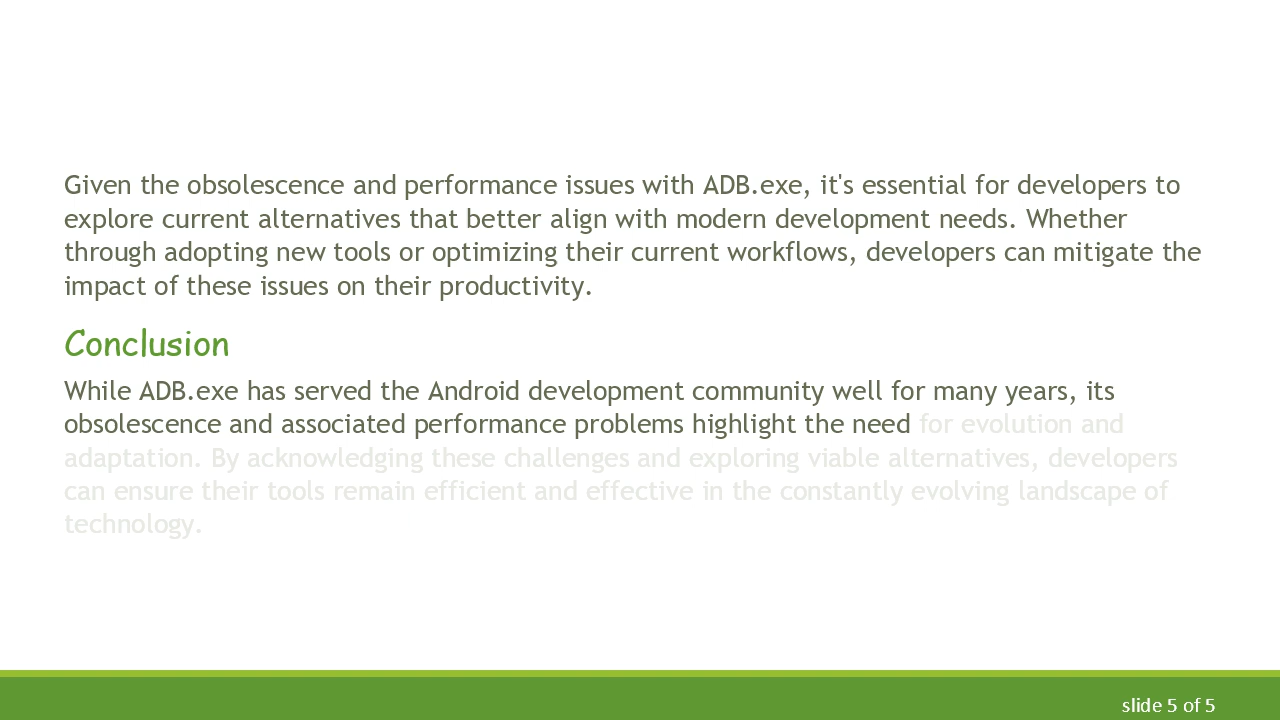 Given the obsolescence and performance issues with ADB.exe, it's essential for developers to
explore current alternatives that better align with modern development needs. Whether
through adopting new tools or optimizing their current workflows, developers can mitigate the
impact of these issues on their productivity.
Conclusion
While ADB.exe has served the Android development community well for many years, its
obsolescence and associated performance problems highlight the need for evolution and
adaptation. By acknowledging these challenges and exploring viable alternatives, developers
can ensure their tools remain efficient and effective in the constantly evolving landscape of
technology.
slide 5 of 5